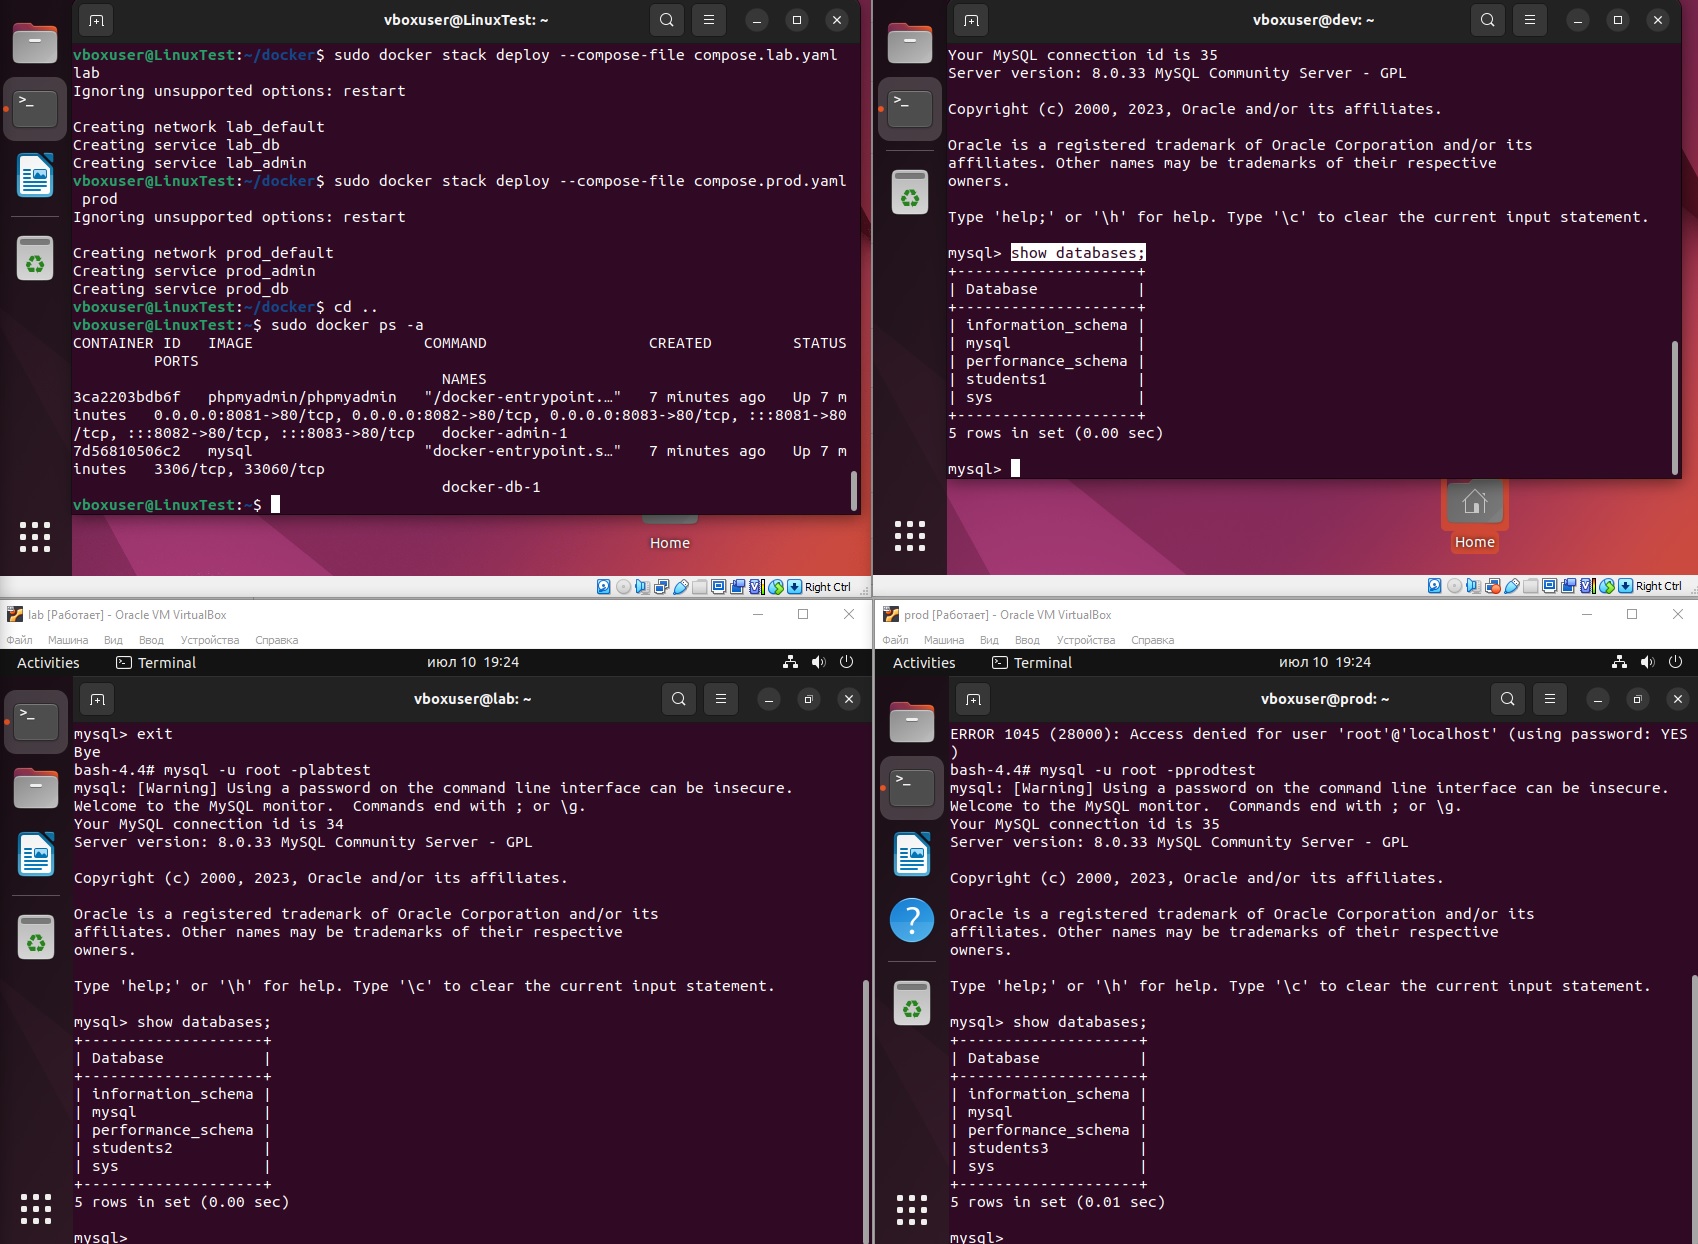 vboxuser@LinuxTest: ~
vboxuser@LinuxTest:~/docker$ sudo docker stack deploy --compose-file compose.lab.yaml
lab
Ignoring unsupported options: restart
Creating network lab_default
Creating service lab_db
Creating service lab_admin
vboxuser@LinuxTest:~/docker$ sudo docker stack deploy --compose-file compose.prod.yaml
prod
Ignoring unsupported options: restart
Creating network prod_default
Creating service prod_admin
Creating service prod_db
vboxuser@LinuxTest:~/docker$ cd ..
vboxuser@LinuxTest:~$ sudo docker ps -a
CONTAINER ID   IMAGE                   COMMAND                  CREATED         STATUS
PORTS
NAMES
3ca2203bdb6f   phpmyadmin/phpmyadmin   "/docker-entrypoint.…"   7 minutes ago   Up 7 m
inutes   0.0.0.0:8081->80/tcp, 0.0.0.0:8082->80/tcp, 0.0.0.0:8083->80/tcp, :::8081->80
/tcp, :::8082->80/tcp, :::8083->80/tcp   docker-admin-1
7d56810506c2   mysql                   "docker-entrypoint.s…"   7 minutes ago   Up 7 m
inutes   3306/tcp, 33060/tcp
docker-db-1
vboxuser@LinuxTest:~$
Home
Right Ctrl
vboxuser@dev: ~
Your MySQL connection id is 35
Server version: 8.0.33 MySQL Community Server - GPL
Copyright (c) 2000, 2023, Oracle and/or its affiliates.
Oracle is a registered trademark of Oracle Corporation and/or its
affiliates. Other names may be trademarks of their respective
owners.
Type 'help;' or '\h' for help. Type '\c' to clear the current input statement.
mysql> show databases;
+--------------------+
| Database           |
+--------------------+
| information_schema |
| mysql              |
| performance_schema |
| students1          |
| sys                |
+--------------------+
5 rows in set (0.00 sec)
mysql>
Home
Right Ctrl
lab [Работает] - Oracle VM VirtualBox
Файл Машина Вид Ввод Устройства Справка
Activities Terminal июл 10 19:24
vboxuser@lab: ~
mysql> exit
Bye
bash-4.4# mysql -u root -plabtest
mysql: [Warning] Using a password on the command line interface can be insecure.
Welcome to the MySQL monitor.  Commands end with ; or \g.
Your MySQL connection id is 34
Server version: 8.0.33 MySQL Community Server - GPL
Copyright (c) 2000, 2023, Oracle and/or its affiliates.
Oracle is a registered trademark of Oracle Corporation and/or its
affiliates. Other names may be trademarks of their respective
owners.
Type 'help;' or '\h' for help. Type '\c' to clear the current input statement.
mysql> show databases;
+--------------------+
| Database           |
+--------------------+
| information_schema |
| mysql              |
| performance_schema |
| students2          |
| sys                |
+--------------------+
5 rows in set (0.00 sec)
mysql>
prod [Работает] - Oracle VM VirtualBox
Файл Машина Вид Ввод Устройства Справка
Activities Terminal июл 10 19:24
vboxuser@prod: ~
ERROR 1045 (28000): Access denied for user 'root'@'localhost' (using password: YES
)
bash-4.4# mysql -u root -pprodtest
mysql: [Warning] Using a password on the command line interface can be insecure.
Welcome to the MySQL monitor.  Commands end with ; or \g.
Your MySQL connection id is 35
Server version: 8.0.33 MySQL Community Server - GPL
Copyright (c) 2000, 2023, Oracle and/or its affiliates.
Oracle is a registered trademark of Oracle Corporation and/or its
affiliates. Other names may be trademarks of their respective
owners.
Type 'help;' or '\h' for help. Type '\c' to clear the current input statement.
mysql> show databases;
+--------------------+
| Database           |
+--------------------+
| information_schema |
| mysql              |
| performance_schema |
| students3          |
| sys                |
+--------------------+
5 rows in set (0.01 sec)
mysql>